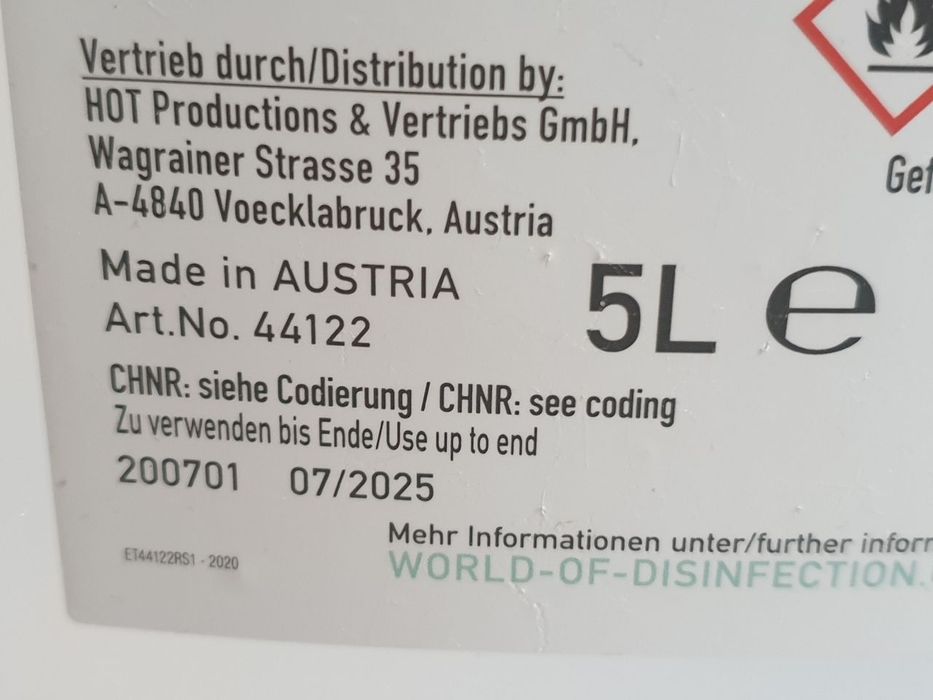 Vertrieb durch/Distribution by:
HOT Productions & Vertriebs GmbH,
Wagrainer Strasse 35
A-4840 Voecklabruck, Austria
Made in AUSTRIA
Art.No. 44122
5L e
CHNR: siehe Codierung / CHNR: see coding
Zu verwenden bis Ende/Use up to end
200701 07/2025
ET44122RS1 - 2020
Mehr Informationen unter/further infor
WORLD-OF-DISINFECTION.
Gef